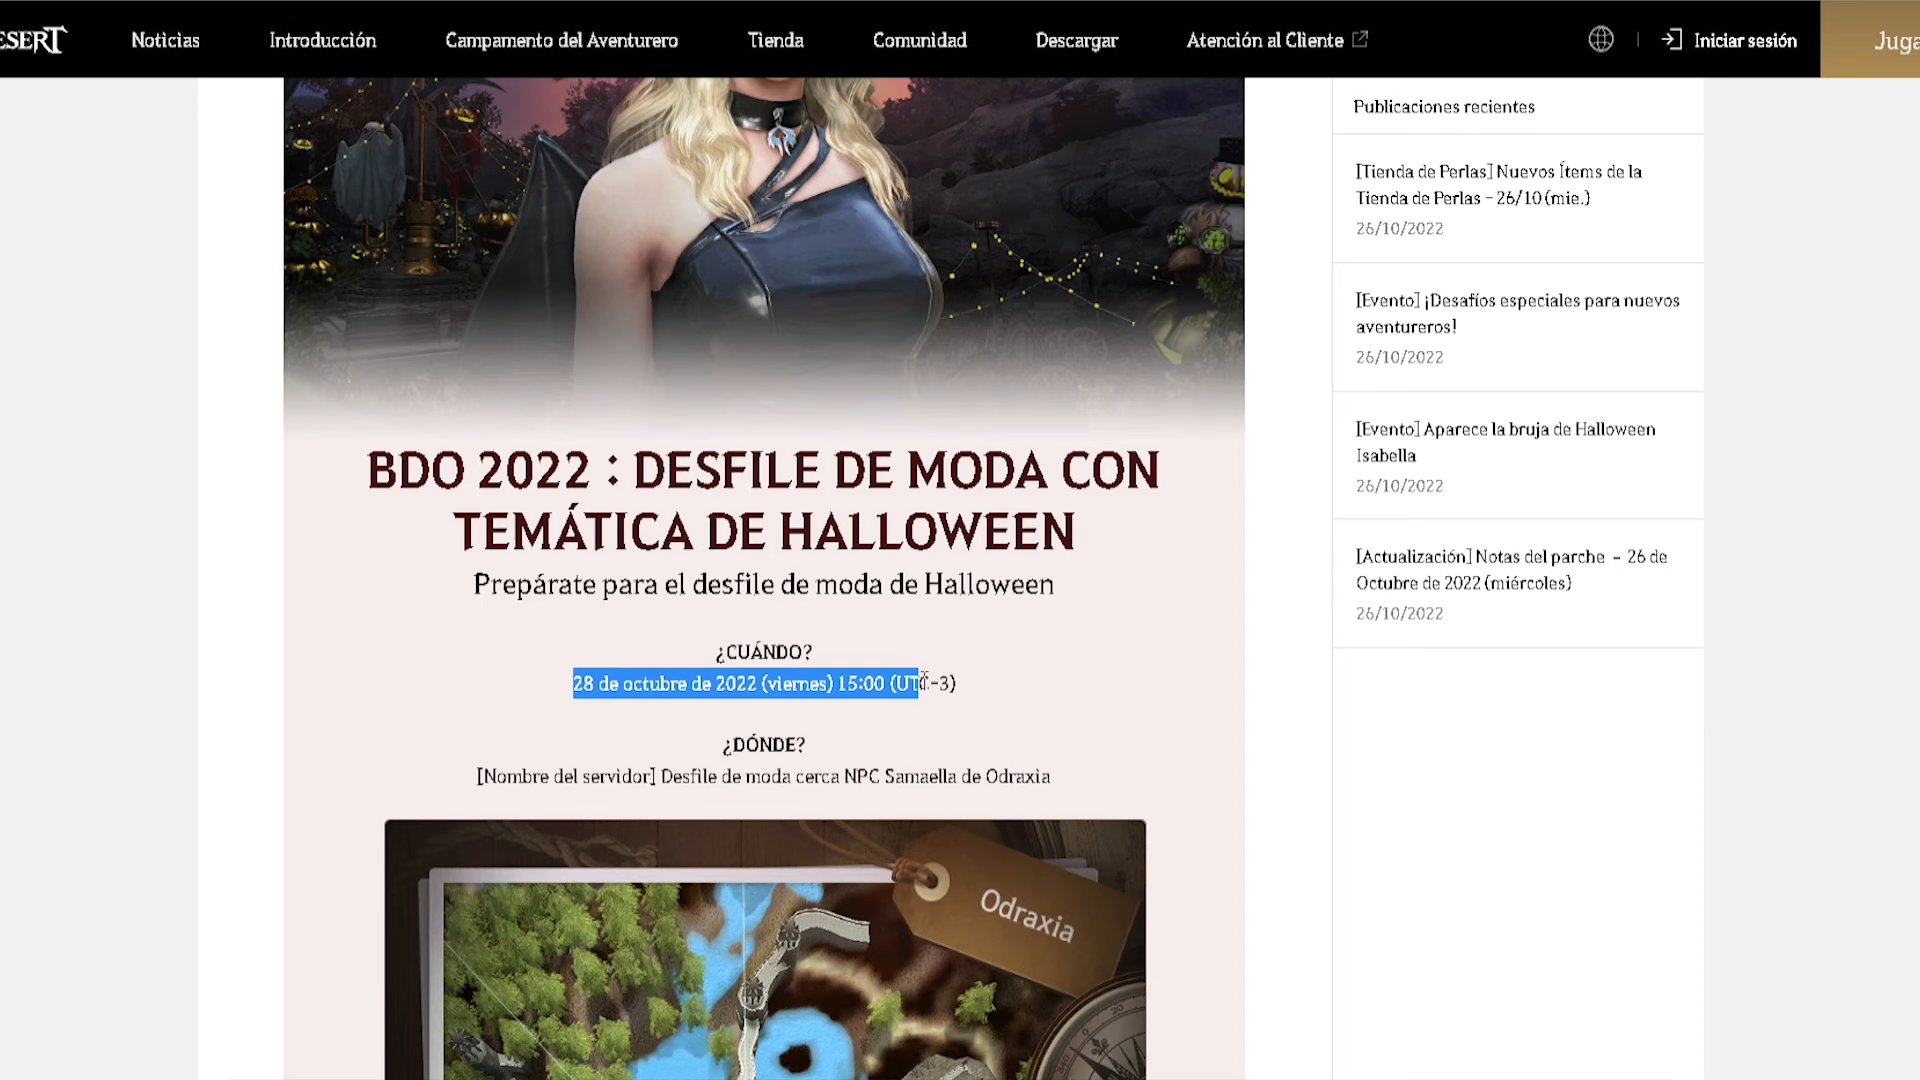 ESERT
Noticias
Introducción
Campamento del Aventurero
Tienda
Comunidad
Descargar
Atención al Cliente
Iniciar sesión
Juga
BDO 2022 : DESFILE DE MODA CON
TEMÁTICA DE HALLOWEEN
Prepárate para el desfile de moda de Halloween
¿CUÁNDO?
28 de octubre de 2022 (viernes) 15:00 (UTC-3)
¿DÓNDE?
[Nombre del servidor] Desfile de moda cerca NPC Samaella de Odraxia
Odraxia
Publicaciones recientes
[Tienda de Perlas] Nuevos Ítems de la
Tienda de Perlas - 26/10 (mie.)
26/10/2022
[Evento] ¡Desafíos especiales para nuevos
aventureros!
26/10/2022
[Evento] Aparece la bruja de Halloween
Isabella
26/10/2022
[Actualización] Notas del parche - 26 de
Octubre de 2022 (miércoles)
26/10/2022